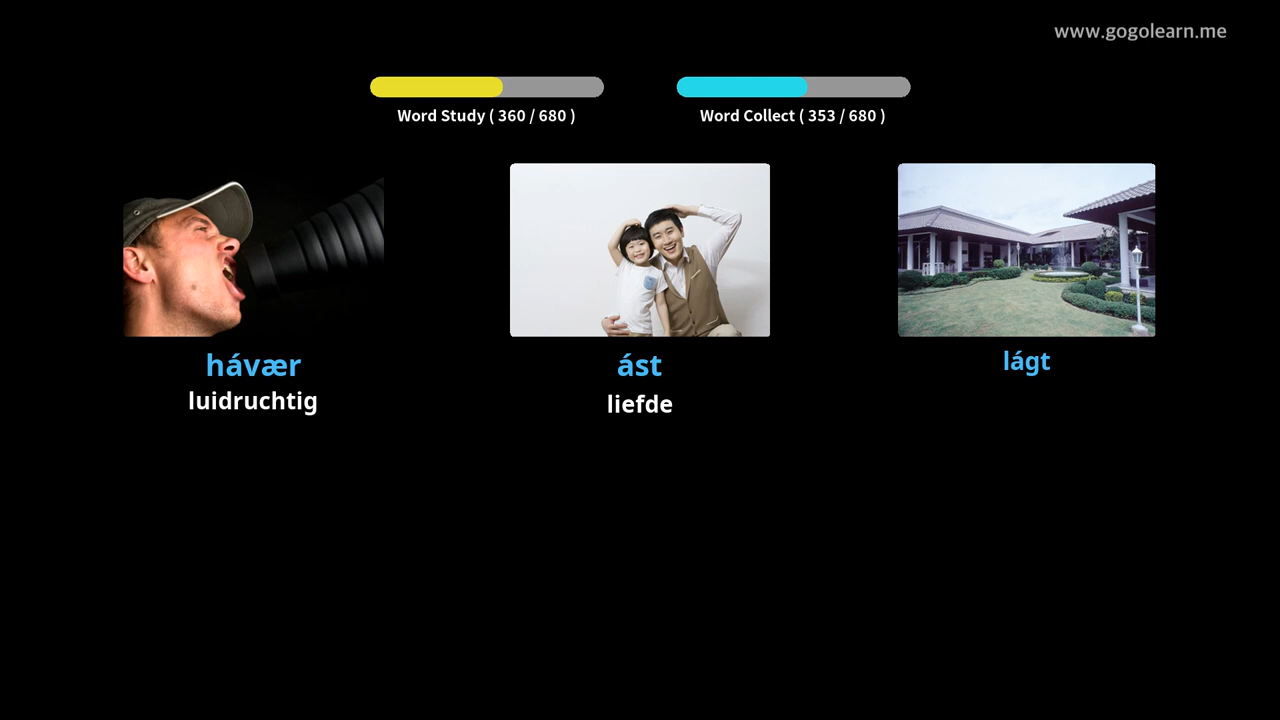 www.gogolearn.me
Word Study ( 360 / 680 )
Word Collect ( 353 / 680 )
hávær
luidruchtig
ást
liefde
lágt